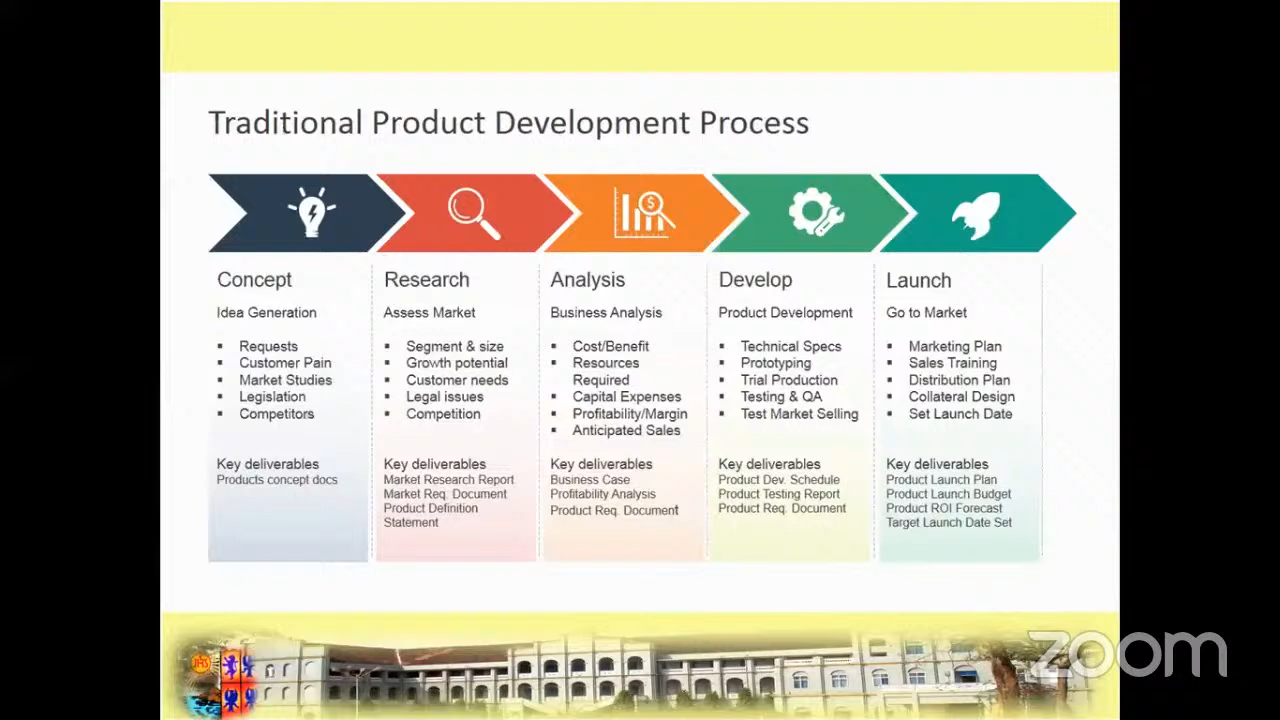 Traditional Product Development Process
Concept
Idea Generation
▪ Requests
▪ Customer Pain
▪ Market Studies
▪ Legislation
▪ Competitors
Key deliverables
Products concept docs
Research
Assess Market
▪ Segment & size
▪ Growth potential
▪ Customer needs
▪ Legal issues
▪ Competition
Key deliverables
Market Research Report
Market Req. Document
Product Definition
Statement
Analysis
Business Analysis
▪ Cost/Benefit
▪ Resources
Required
▪ Capital Expenses
▪ Profitability/Margin
▪ Anticipated Sales
Key deliverables
Business Case
Profitability Analysis
Product Req. Document
Develop
Product Development
▪ Technical Specs
▪ Prototyping
▪ Trial Production
▪ Testing & QA
▪ Test Market Selling
Key deliverables
Product Dev. Schedule
Product Testing Report
Product Req. Document
Launch
Go to Market
▪ Marketing Plan
▪ Sales Training
▪ Distribution Plan
▪ Collateral Design
▪ Set Launch Date
Key deliverables
Product Launch Plan
Product Launch Budget
Product ROI Forecast
Target Launch Date Set
zoom